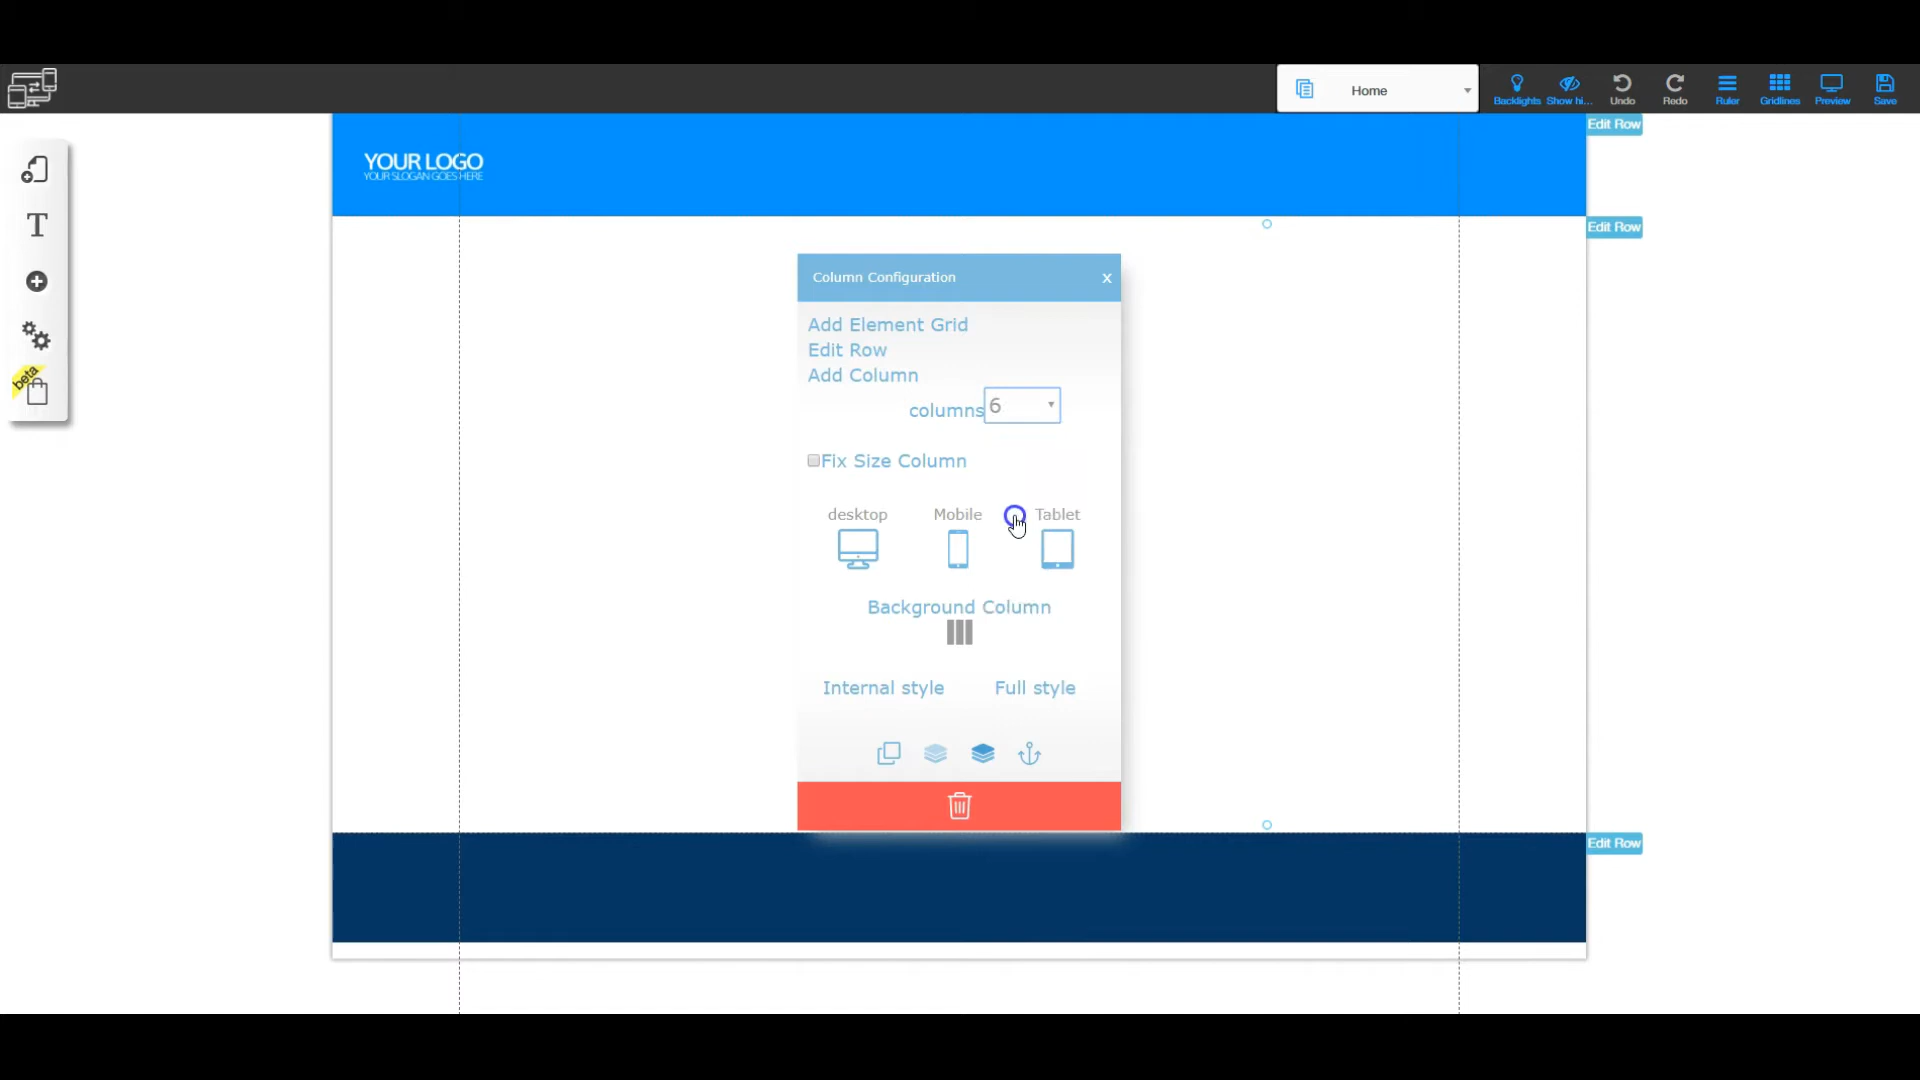 Home
Backlights Show hi... Undo Redo Ruler Gridlines Preview Save
Edit Row
YOUR LOGO
YOUR SLOGAN GOES HERE
T
beta
Edit Row
Column Configuration x
Add Element Grid
Edit Row
Add Column
columns 6
Fix Size Column
desktop Mobile Tablet
Background Column
Internal style Full style
Edit Row